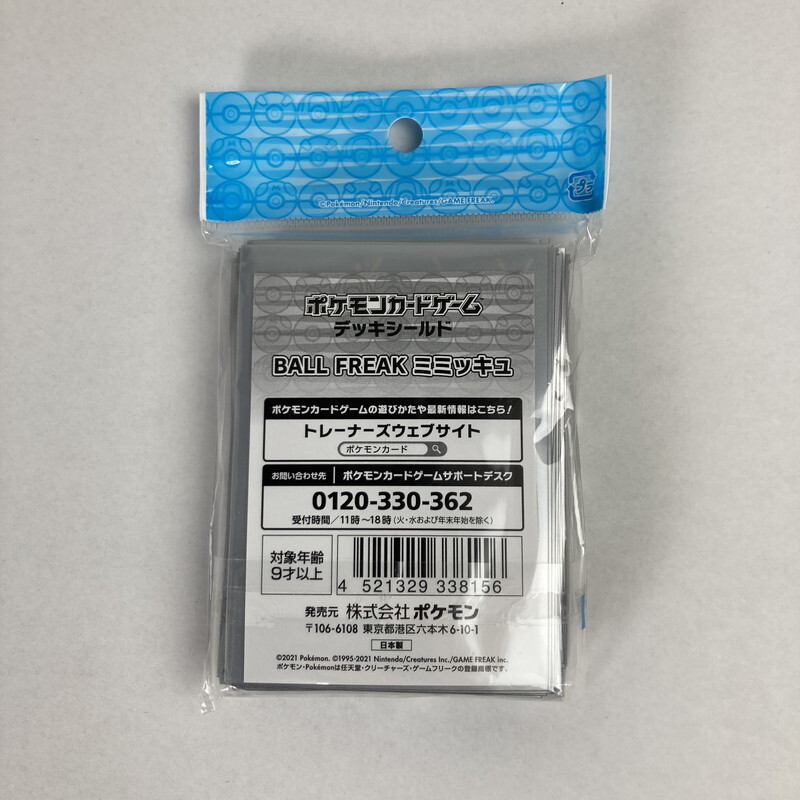 ©Pokémon/Nintendo/Creatures/GAME FREAK.
プラ
ポケモンカードゲーム
デッキシールド
BALL FREAK ミミッキュ
ポケモンカードゲームの遊びかたや最新情報はこちら!
トレーナーズウェブサイト
ポケモンカード
お問い合わせ先 ポケモンカードゲームサポートデスク
0120-330-362
受付時間/11時～18時(火・水および年末年始を除く)
対象年齢
9才以上
4 521329 338156
発売元 株式会社ポケモン
〒106-6108 東京都港区六本木6-10-1
日本製
©2021 Pokémon. ©1995-2021 Nintendo/Creatures Inc./GAME FREAK inc.
ポケモン・Pokémonは任天堂・クリーチャーズ・ゲームフリークの登録商標です。